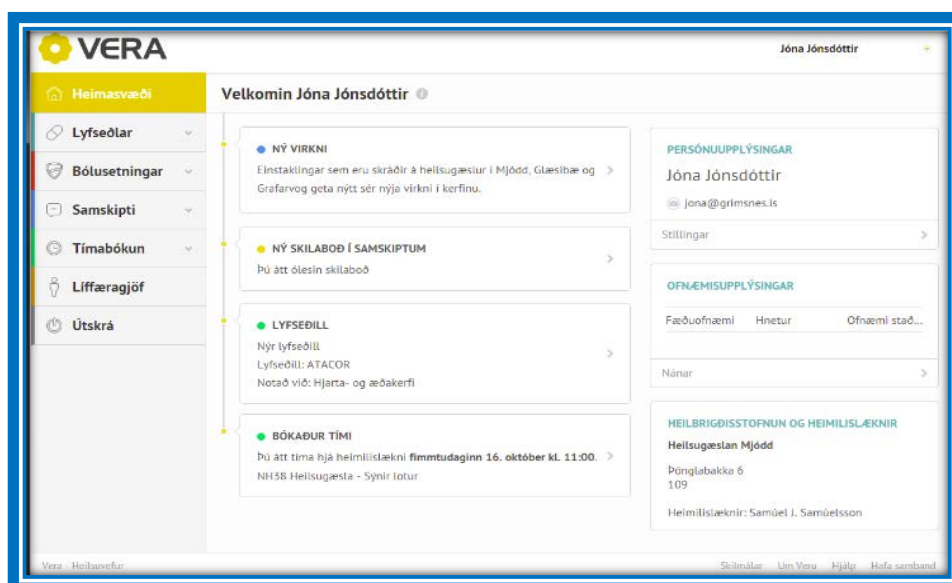 VERA
Jóna Jónsdóttir
Heimasvæði
Lyfseðlar
Bólusetningar
Samskipti
Tímabókun
Líffæragjöf
Útskrá
Velkomin Jóna Jónsdóttir
NÝ VIRKNI
Einstaklingar sem eru skráðir á heilsugæslur í Mjódd, Glæsibæ og
Grafarvog geta nýtt sér nýja virkni í kerfinu.
NÝ SKILABOÐ Í SAMSKIPTUM
Þú átt ólesin skilaboð
LYFSEÐILL
Nýr lyfseðill
Lyfseðill: ATACOR
Notað við: Hjarta- og æðakerfi
BÓKAÐUR TÍMI
Þú átt tíma hjá heimilislækni fimmtudaginn 16. október kl. 11:00.
NH38 Heilsugæsla - Sýnir lotur
PERSÓNUUPPLÝSINGAR
Jóna Jónsdóttir
jona@grimsnes.is
Stillingar
OFNÆMISUPPLÝSINGAR
Fæðuofnæmi Hnetur Ofnæmi stað...
Nánar
HEILBRIGÐISSTOFNUN OG HEIMILISLÆKNIR
Heilsugæslan Mjódd
Þönglabakka 6
109
Heimilislæknir: Samúel J. Samúelsson
Vera - Heilsuvefur
Skilmálar Um Veru Hjálp Hafa samband